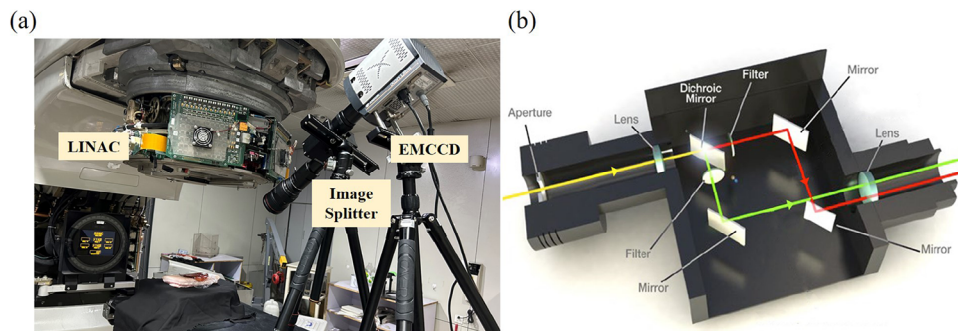 (a)
LINAC
EMCCD
Image
Splitter
(b)
Aperture
Lens
Dichroic
Mirror
Filter
Mirror
Lens
Filter
Mirror
Mirror